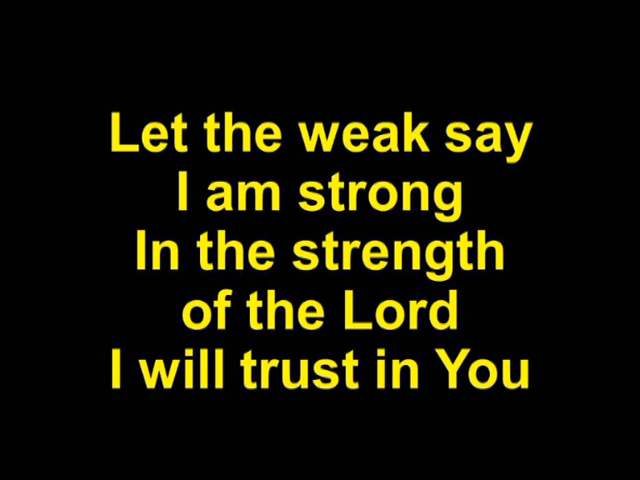 Let the weak say
I am strong
In the strength
of the Lord
I will trust in You